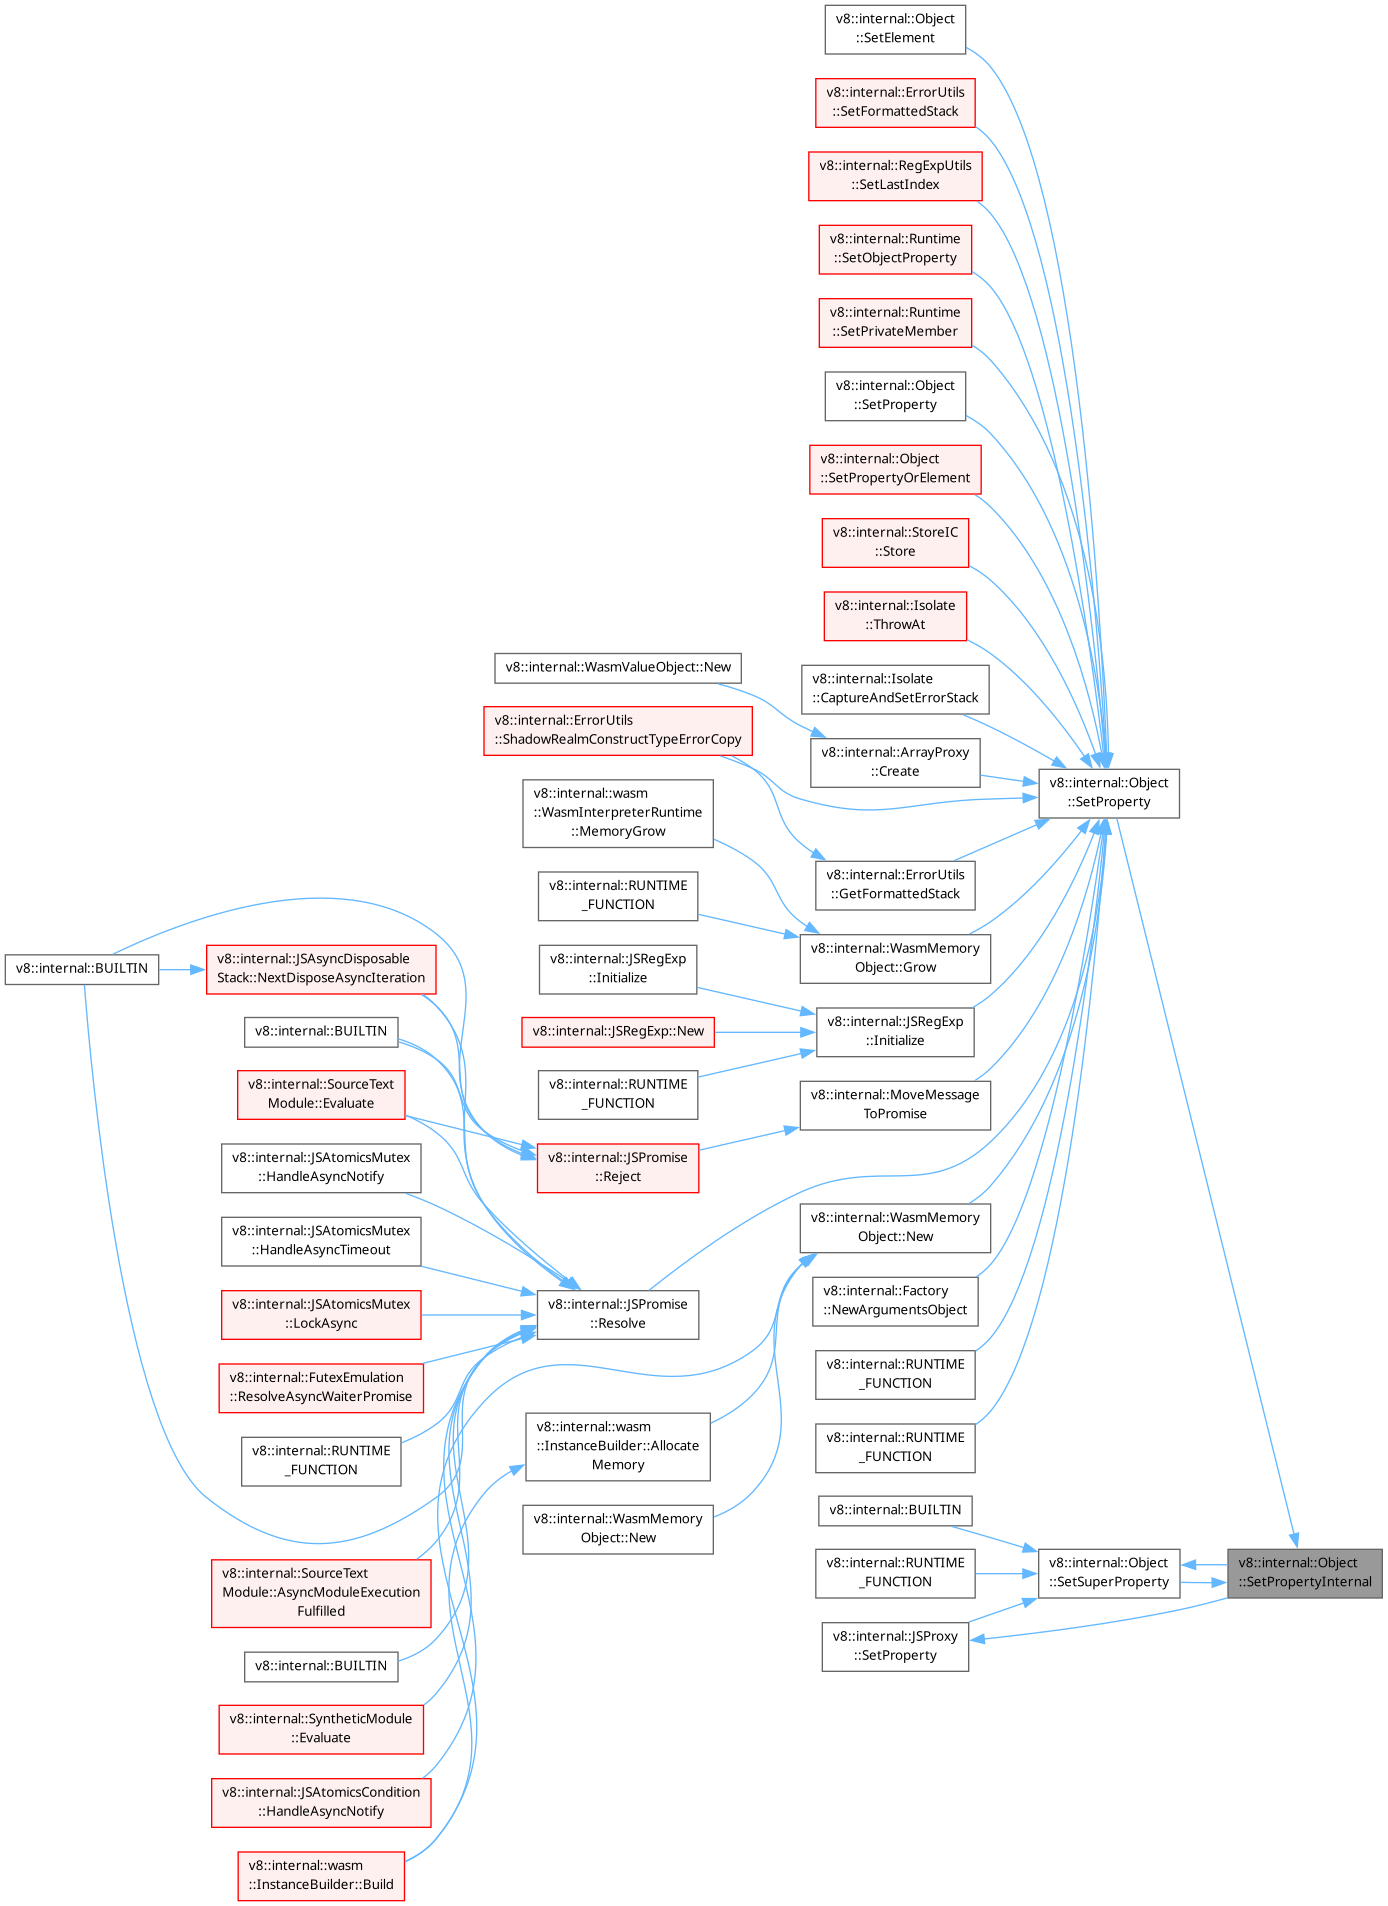 v8::internal::Object
::SetElement
v8::internal::ErrorUtils
::SetFormattedStack
v8::internal::RegExpUtils
::SetLastIndex
v8::internal::Runtime
::SetObjectProperty
v8::internal::Runtime
::SetPrivateMember
v8::internal::Object
::SetProperty
v8::internal::Object
::SetPropertyOrElement
v8::internal::StoreIC
::Store
v8::internal::Isolate
::ThrowAt
v8::internal::WasmValueObject::New
v8::internal::Isolate
::CaptureAndSetErrorStack
v8::internal::ErrorUtils
::ShadowRealmConstructTypeErrorCopy
v8::internal::ArrayProxy
::Create
v8::internal::Object
::SetProperty
v8::internal::wasm
::WasmInterpreterRuntime
::MemoryGrow
v8::internal::ErrorUtils
::GetFormattedStack
v8::internal::RUNTIME
_FUNCTION
v8::internal::WasmMemory
Object::Grow
v8::internal::BUILTIN
v8::internal::JSAsyncDisposable
Stack::NextDisposeAsyncIteration
v8::internal::JSRegExp
::Initialize
v8::internal::BUILTIN
v8::internal::JSRegExp::New
v8::internal::JSRegExp
::Initialize
v8::internal::SourceText
Module::Evaluate
v8::internal::RUNTIME
_FUNCTION
v8::internal::MoveMessage
ToPromise
v8::internal::JSAtomicsMutex
::HandleAsyncNotify
v8::internal::JSPromise
::Reject
v8::internal::JSAtomicsMutex
::HandleAsyncTimeout
v8::internal::WasmMemory
Object::New
v8::internal::JSAtomicsMutex
::LockAsync
v8::internal::JSPromise
::Resolve
v8::internal::Factory
::NewArgumentsObject
v8::internal::FutexEmulation
::ResolveAsyncWaiterPromise
v8::internal::RUNTIME
_FUNCTION
v8::internal::RUNTIME
_FUNCTION
v8::internal::wasm
::InstanceBuilder::Allocate
Memory
v8::internal::RUNTIME
_FUNCTION
v8::internal::WasmMemory
Object::New
v8::internal::BUILTIN
v8::internal::SourceText
Module::AsyncModuleExecution
Fulfilled
v8::internal::RUNTIME
_FUNCTION
v8::internal::Object
::SetSuperProperty
v8::internal::Object
::SetPropertyInternal
v8::internal::BUILTIN
v8::internal::JSProxy
::SetProperty
v8::internal::SyntheticModule
::Evaluate
v8::internal::JSAtomicsCondition
::HandleAsyncNotify
v8::internal::wasm
::InstanceBuilder::Build